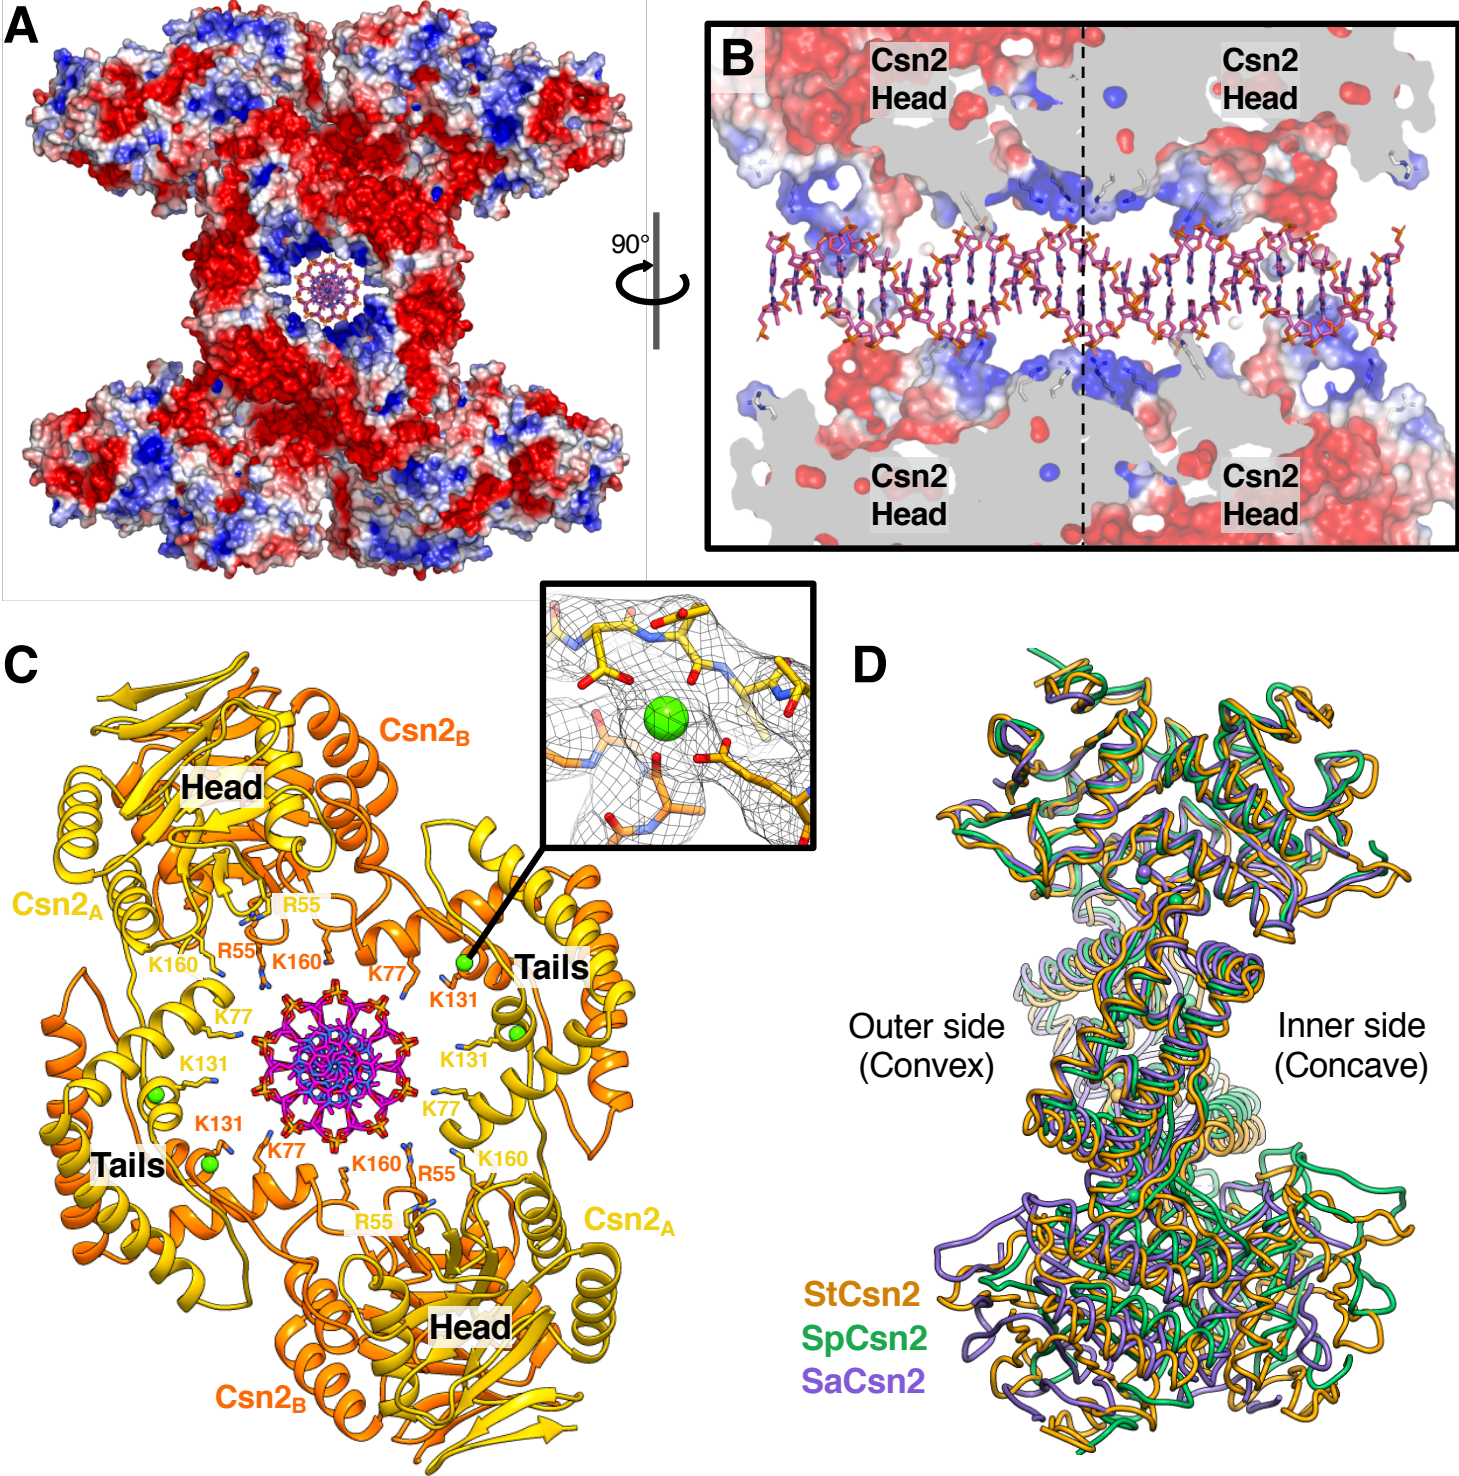 A
B
Csn2
Head
Csn2
Head
90°
Csn2
Head
Csn2
Head
C
D
Csn2B
Head
Csn2A
R55
R55
K160
K160
K77
K131
Tails
K77
K131
K131
K77
K131
K77
K160
R55
K160
Tails
R55
Csn2A
Head
Csn2B
Outer side
(Convex)
Inner side
(Concave)
StCsn2
SpCsn2
SaCsn2